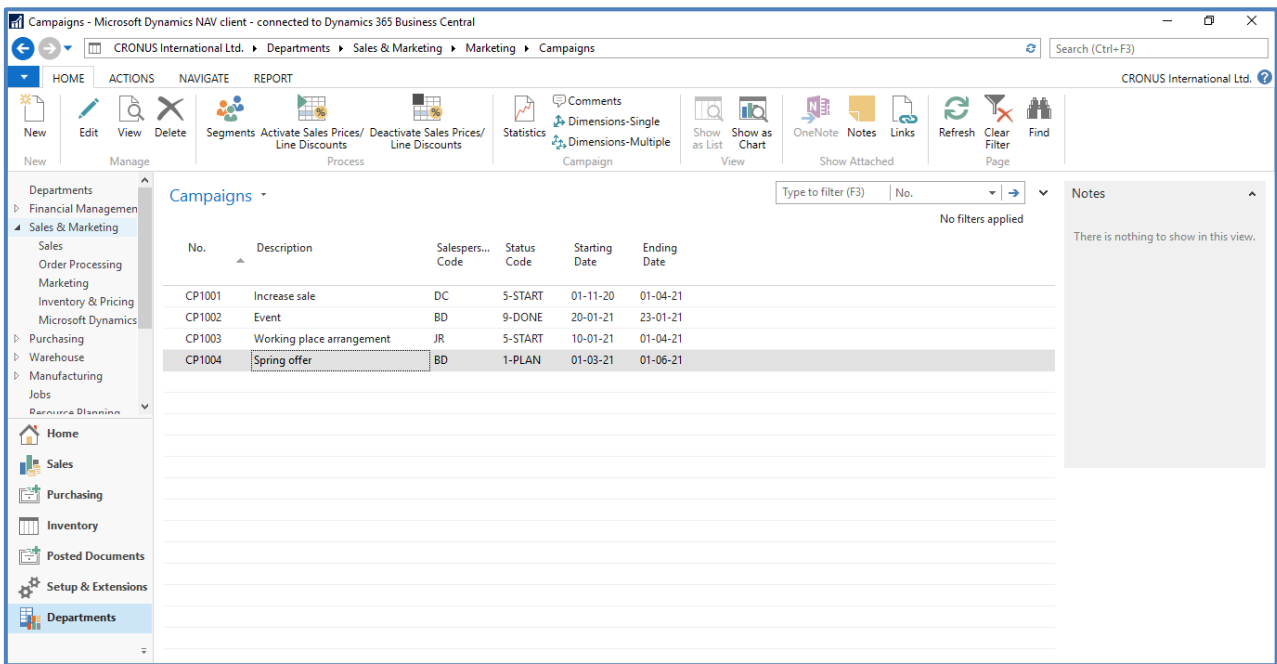 Campaigns - Microsoft Dynamics NAV client - connected to Dynamics 365 Business Central
CRONUS International Ltd. Departments Sales & Marketing Marketing Campaigns Search (Ctrl+F3)
HOME ACTIONS NAVIGATE REPORT CRONUS International Ltd.
New Edit View Delete Segments Activate Sales Prices/ Line Discounts Deactivate Sales Prices/ Line Discounts Statistics
Comments
Dimensions-Single
Dimensions-Multiple
Show as List Show as Chart OneNote Notes Links Refresh Clear Filter Find
New Manage Process Campaign View Show Attached Page
Departments
Financial Managemen
Sales & Marketing
Sales
Order Processing
Marketing
Inventory & Pricing
Microsoft Dynamics
Purchasing
Warehouse
Manufacturing
Jobs
Resource Planning
Home
Sales
Purchasing
Inventory
Posted Documents
Setup & Extensions
Departments
Campaigns Type to filter (F3) No.
No filters applied
No. Description Salespers... Code Status Code Starting Date Ending Date
CP1001 Increase sale DC 5-START 01-11-20 01-04-21
CP1002 Event BD 9-DONE 20-01-21 23-01-21
CP1003 Working place arrangement JR 5-START 10-01-21 01-04-21
CP1004 Spring offer BD 1-PLAN 01-03-21 01-06-21
Notes
There is nothing to show in this view.